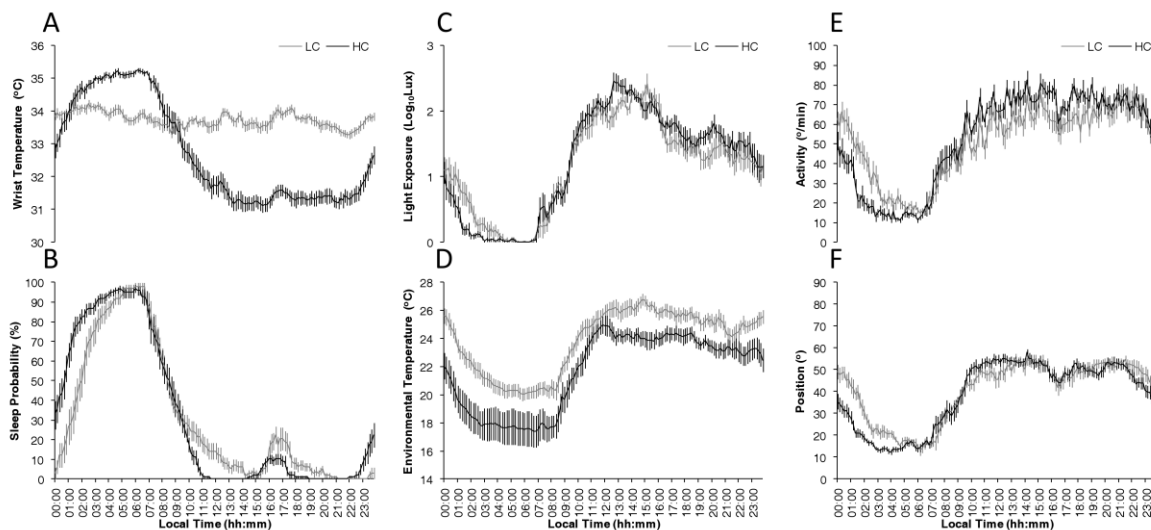 A
LC HC
Wrist Temperature (ºC)
36
35
34
33
32
31
30
C
LC HC
Light Exposure (Log₁₀Lux)
3
2
1
0
E
LC HC
Activity (º/min)
100
90
80
70
60
50
40
30
20
10
0
B
Sleep Probability (%)
100
90
80
70
60
50
40
30
20
10
0
00:00 01:00 02:00 03:00 04:00 05:00 06:00 07:00 08:00 09:00 10:00 11:00 12:00 13:00 14:00 15:00 16:00 17:00 18:00 19:00 20:00 21:00 22:00 23:00
Local Time (hh:mm)
D
Environmental Temperature (ºC)
28
26
24
22
20
18
16
14
00:00 01:00 02:00 03:00 04:00 05:00 06:00 07:00 08:00 09:00 10:00 11:00 12:00 13:00 14:00 15:00 16:00 17:00 18:00 19:00 20:00 21:00 22:00 23:00
Local Time (hh:mm)
F
Position (º)
90
80
70
60
50
40
30
20
10
0
00:00 01:00 02:00 03:00 04:00 05:00 06:00 07:00 08:00 09:00 10:00 11:00 12:00 13:00 14:00 15:00 16:00 17:00 18:00 19:00 20:00 21:00 22:00 23:00
Local Time (hh:mm)